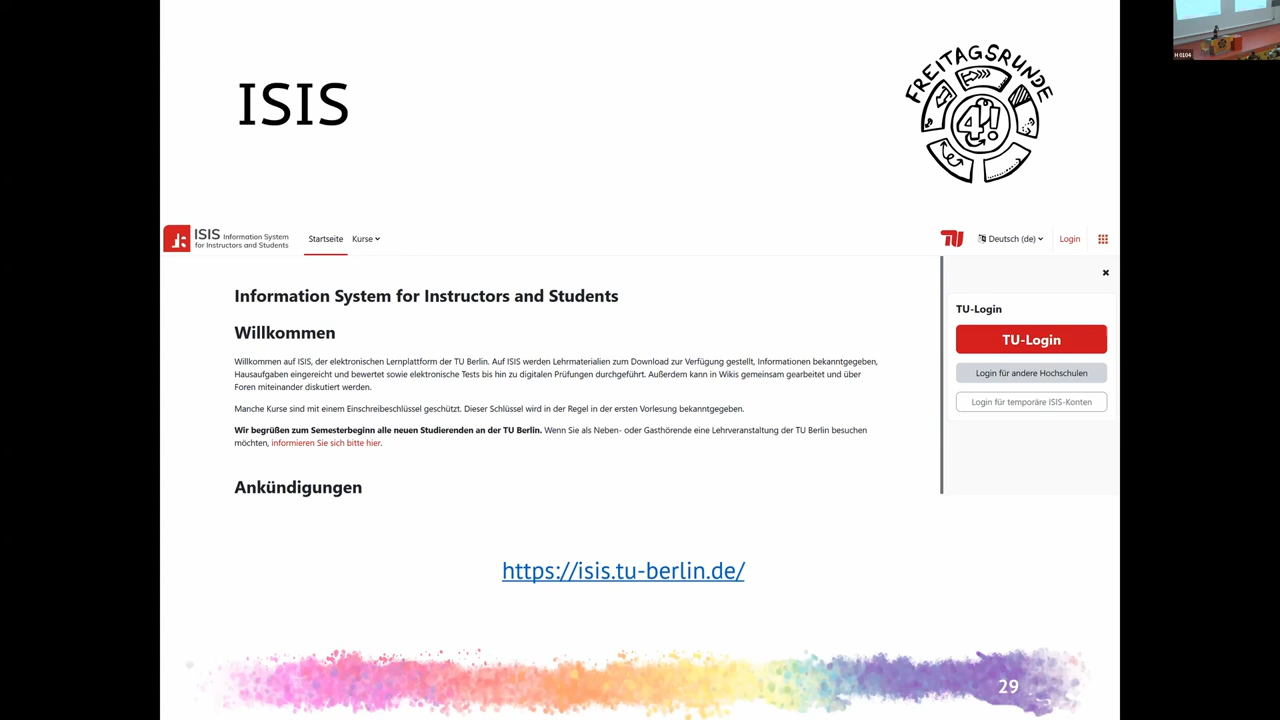 ISIS
FREITAGSRUNDE
4!
H 0104
ISIS Information System
for Instructors and Students
Startseite
Kurse
TU
Deutsch (de)
Login
Information System for Instructors and Students
Willkommen
Willkommen auf ISIS, der elektronischen Lernplattform der TU Berlin. Auf ISIS werden Lehrmaterialien zum Download zur Verfügung gestellt, Informationen bekanntgegeben,
Hausaufgaben eingereicht und bewertet sowie elektronische Tests bis hin zu digitalen Prüfungen durchgeführt. Außerdem kann in Wikis gemeinsam gearbeitet und über
Foren miteinander diskutiert werden.
Manche Kurse sind mit einem Einschreibeschlüssel geschützt. Dieser Schlüssel wird in der Regel in der ersten Vorlesung bekanntgegeben.
Wir begrüßen zum Semesterbeginn alle neuen Studierenden an der TU Berlin. Wenn Sie als Neben- oder Gasthörende eine Lehrveranstaltung der TU Berlin besuchen
möchten, informieren Sie sich bitte hier.
Ankündigungen
TU-Login
TU-Login
Login für andere Hochschulen
Login für temporäre ISIS-Konten
https://isis.tu-berlin.de/
29